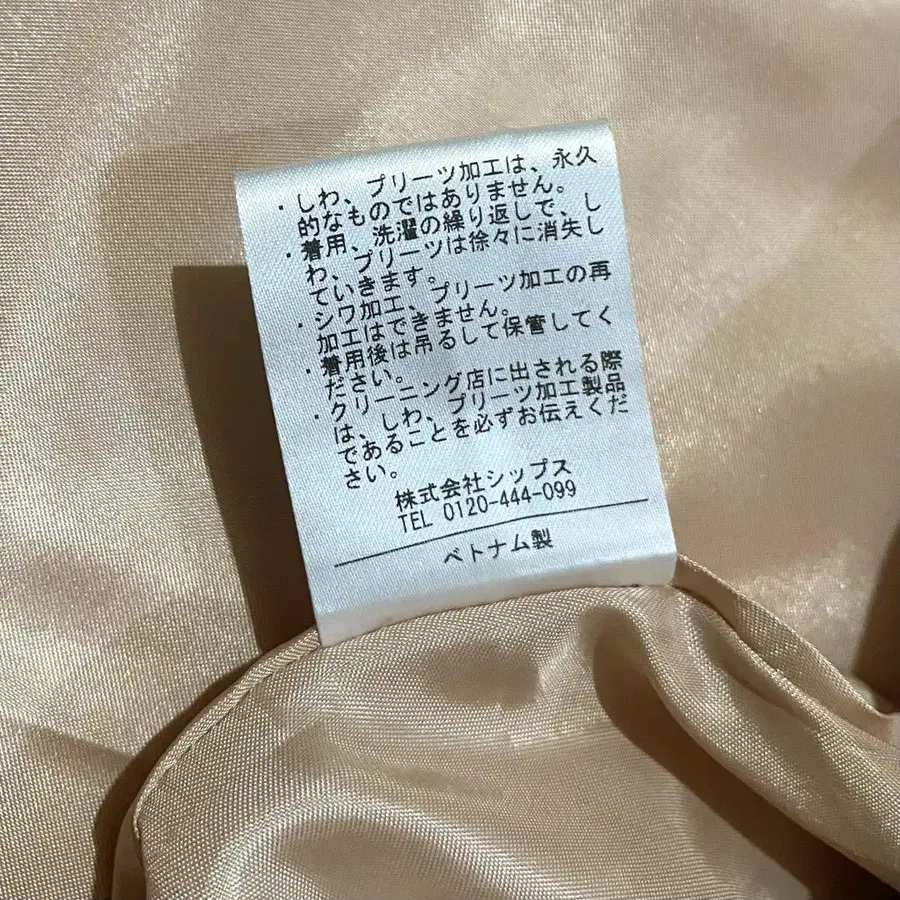 ・しわ、プリーツ加工は、永久
的なものではありません。
・着用、洗濯の繰り返しで、し
わ、プリーツは徐々に消失し
ていきます。
・シワ加工、プリーツ加工の再
加工はできません。
・着用後は吊るして保管してく
ださい。
・クリーニング店に出される際
は、しわ、プリーツ加工製品
であることを必ずお伝えくだ
さい。
株式会社シップス
TEL 0120-444-099
ベトナム製